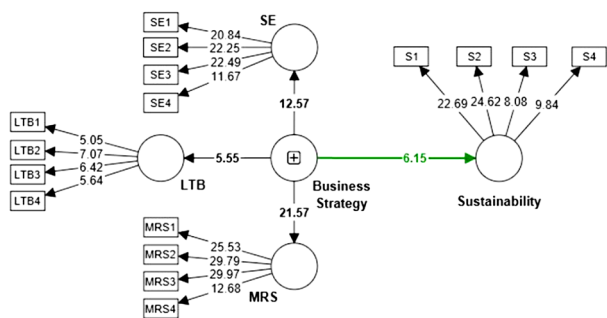 SE1
SE2
SE3
SE4
20.84
22.25
22.49
11.67
SE
S1
S2
S3
S4
22.69
24.62
8.08
9.84
12.57
LTB1
LTB2
LTB3
LTB4
5.05
7.07
6.42
5.64
LTB
5.55
6.15
Business
Strategy
Sustainability
21.57
MRS1
MRS2
MRS3
MRS4
25.53
29.79
29.97
12.68
MRS